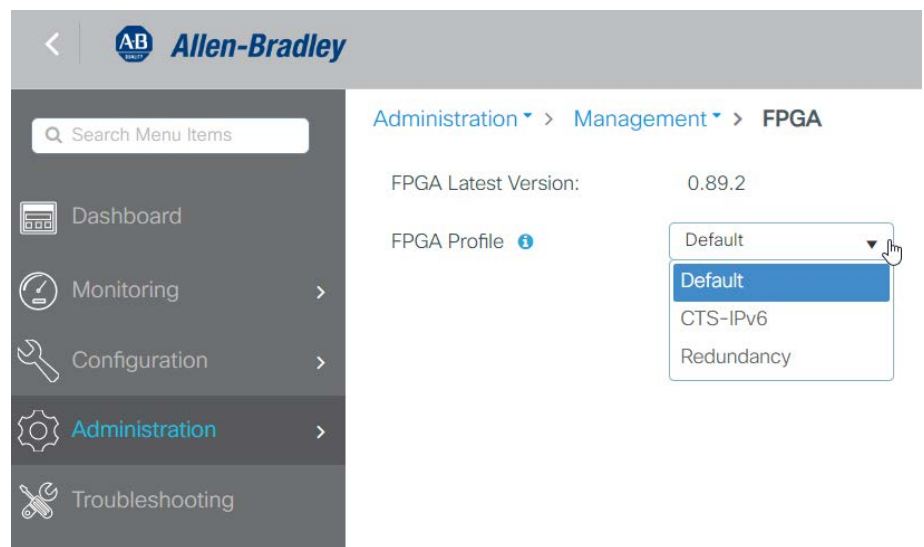 AB
QUALITY
Allen-Bradley
Search Menu Items
Dashboard
Monitoring
Configuration
Administration
Troubleshooting
Administration > Management > FPGA
FPGA Latest Version: 0.89.2
FPGA Profile Default
Default
CTS-IPv6
Redundancy